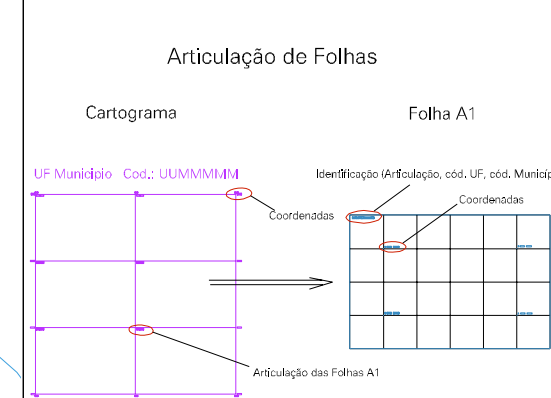 Articulação de Folhas
Cartograma
Folha A1
UF Municipio Cod.: UUMMMMM
Identificação (Articulação, cód. UF, cód. Municíp
Coordenadas
Coordenadas
Articulação das Folhas A1